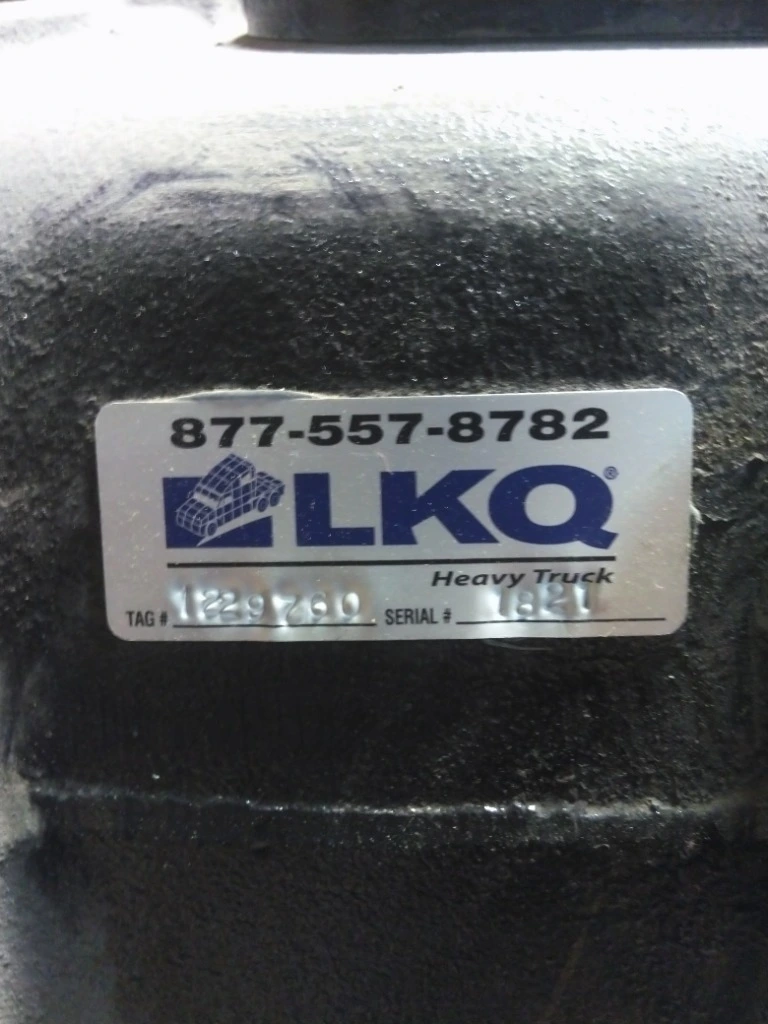 877-557-8782
LKQ®
Heavy Truck
TAG # 1229760 SERIAL # 1821